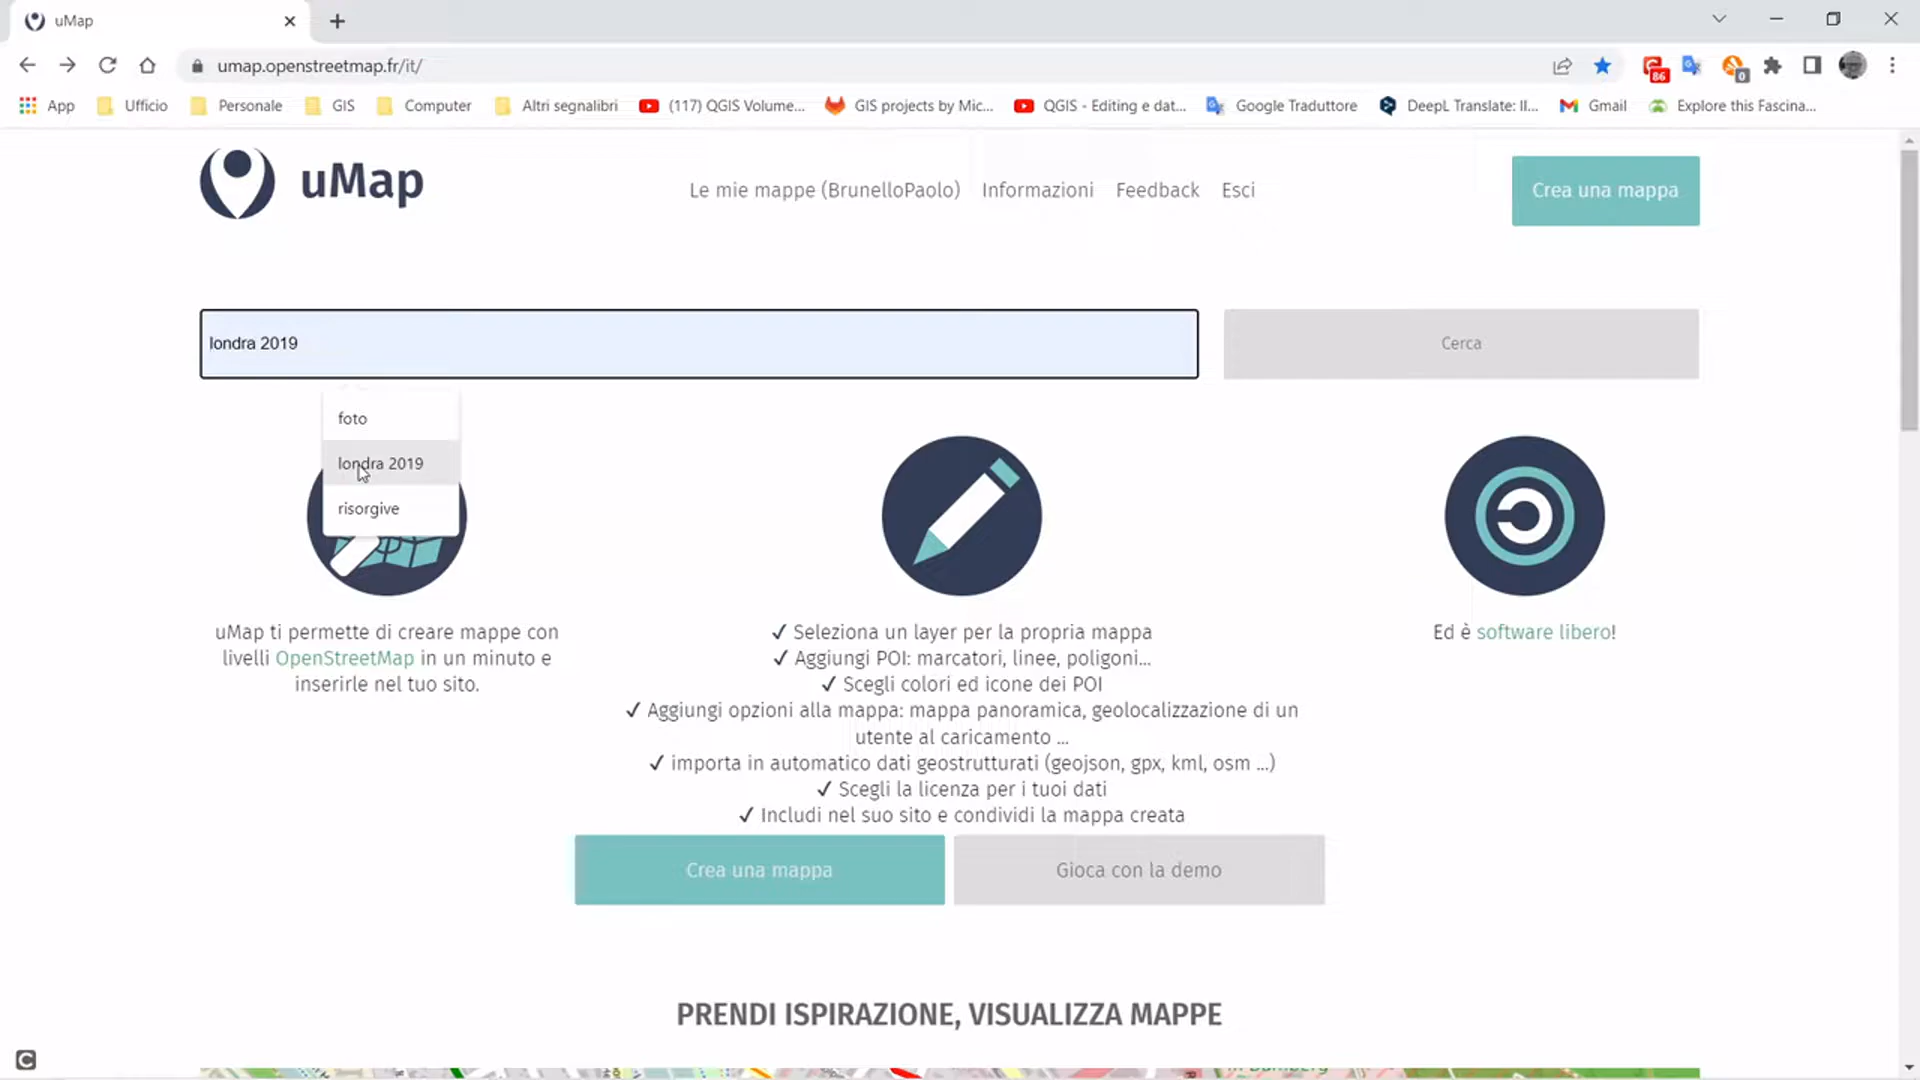 uMap
umap.openstreetmap.fr/it/
86
0
App
Ufficio
Personale
GIS
Computer
Altri segnalibri
(117) QGIS Volume...
GIS projects by Mic...
QGIS - Editing e dat...
Google Traduttore
DeepL Translate: Il...
Gmail
Explore this Fascina...
uMap
Le mie mappe (BrunelloPaolo)
Informazioni
Feedback
Esci
Crea una mappa
londra 2019
Cerca
foto
londra 2019
risorgive
uMap ti permette di creare mappe con
livelli OpenStreetMap in un minuto e
inserirle nel tuo sito.
✓ Seleziona un layer per la propria mappa
✓ Aggiungi POI: marcatori, linee, poligoni...
✓ Scegli colori ed icone dei POI
✓ Aggiungi opzioni alla mappa: mappa panoramica, geolocalizzazione di un
utente al caricamento ...
✓ importa in automatico dati geostrutturati (geojson, gpx, kml, osm ...)
✓ Scegli la licenza per i tuoi dati
✓ Includi nel suo sito e condividi la mappa creata
Ed è software libero!
Crea una mappa
Gioca con la demo
PRENDI ISPIRAZIONE, VISUALIZZA MAPPE